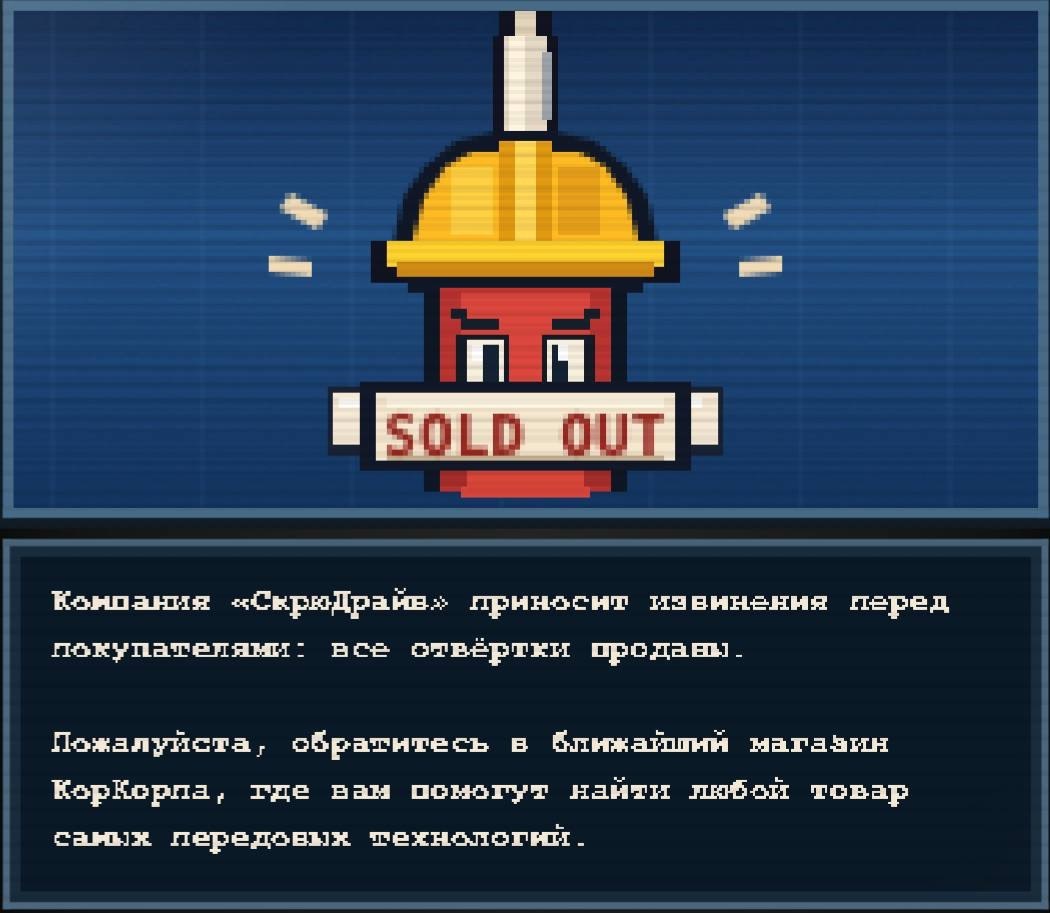 SOLD OUT
Компания «СкрюДрайв» приносит извинения перед
покупателями: все отвёртки проданы.
Пожалуйста, обратитесь в ближайший магазин
КорКорпа, где вам помогут найти любой товар
самых передовых технологий.